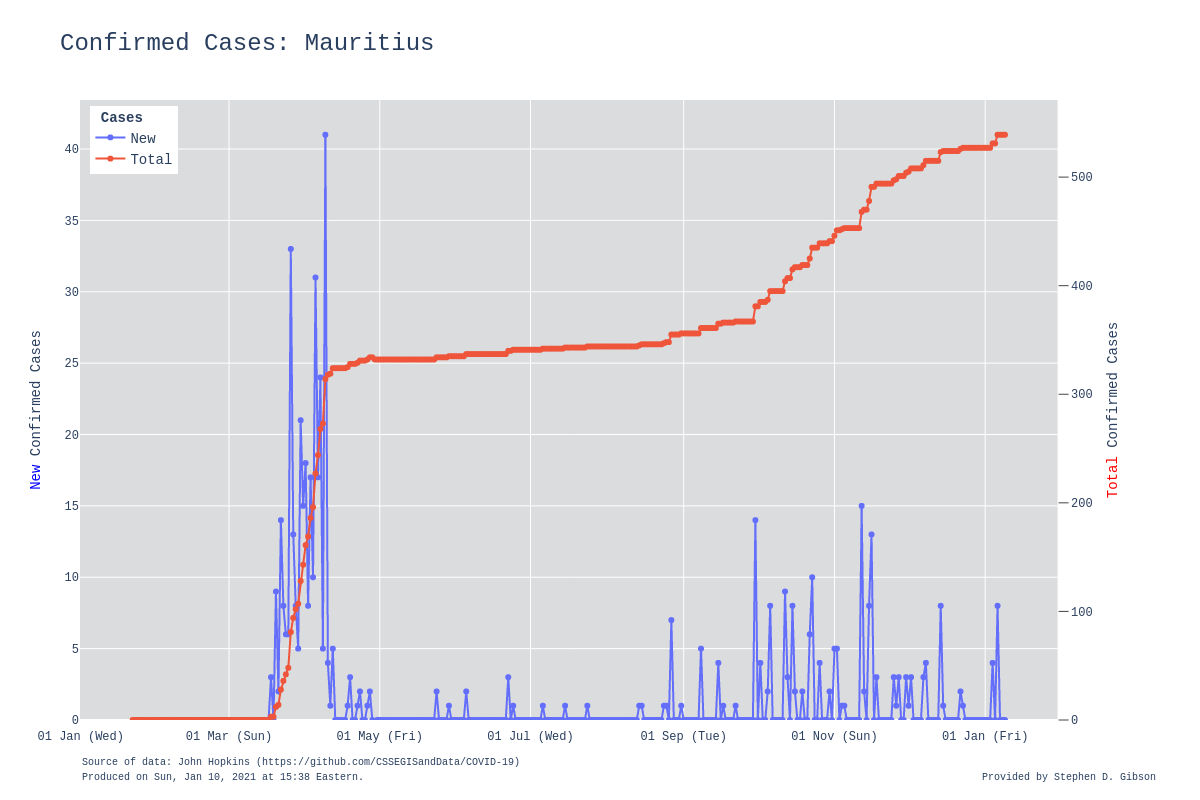 Confirmed Cases: Mauritius
Cases
New
Total
40
35
30
25
20
15
10
5
0
500
400
300
200
100
0
New Confirmed Cases
Total Confirmed Cases
01 Jan (Wed)
01 Mar (Sun)
01 May (Fri)
01 Jul (Wed)
01 Sep (Tue)
01 Nov (Sun)
01 Jan (Fri)
Source of data: John Hopkins (https://github.com/CSSEGISandData/COVID-19)
Produced on Sun, Jan 10, 2021 at 15:38 Eastern.
Provided by Stephen D. Gibson